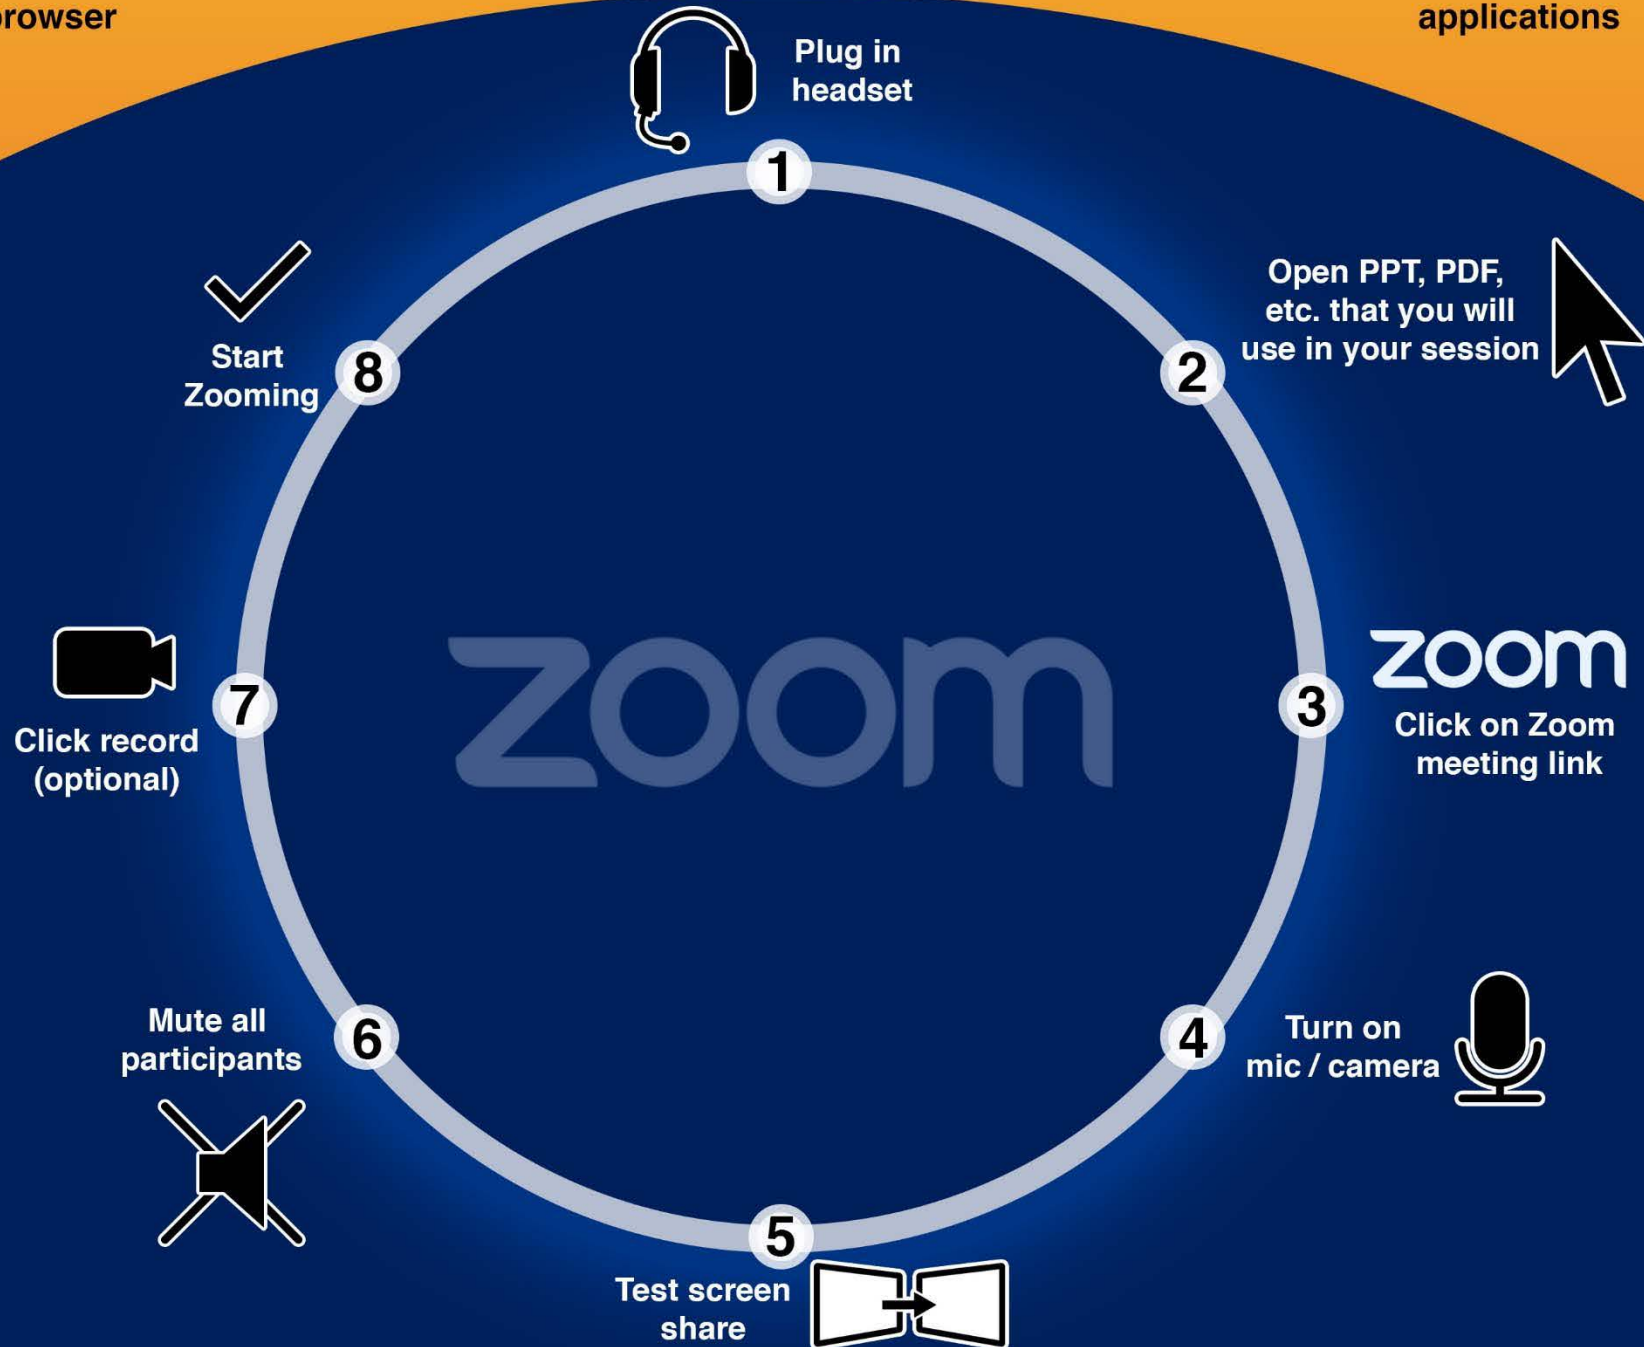 applications
Plug in
headset
1
Open PPT, PDF,
etc. that you will
use in your session
2
zoom
Click on Zoom
meeting link
3
Turn on
mic / camera
4
5
Test screen
share
Mute all
participants
6
7
Click record
(optional)
8
Start
Zooming
zoom